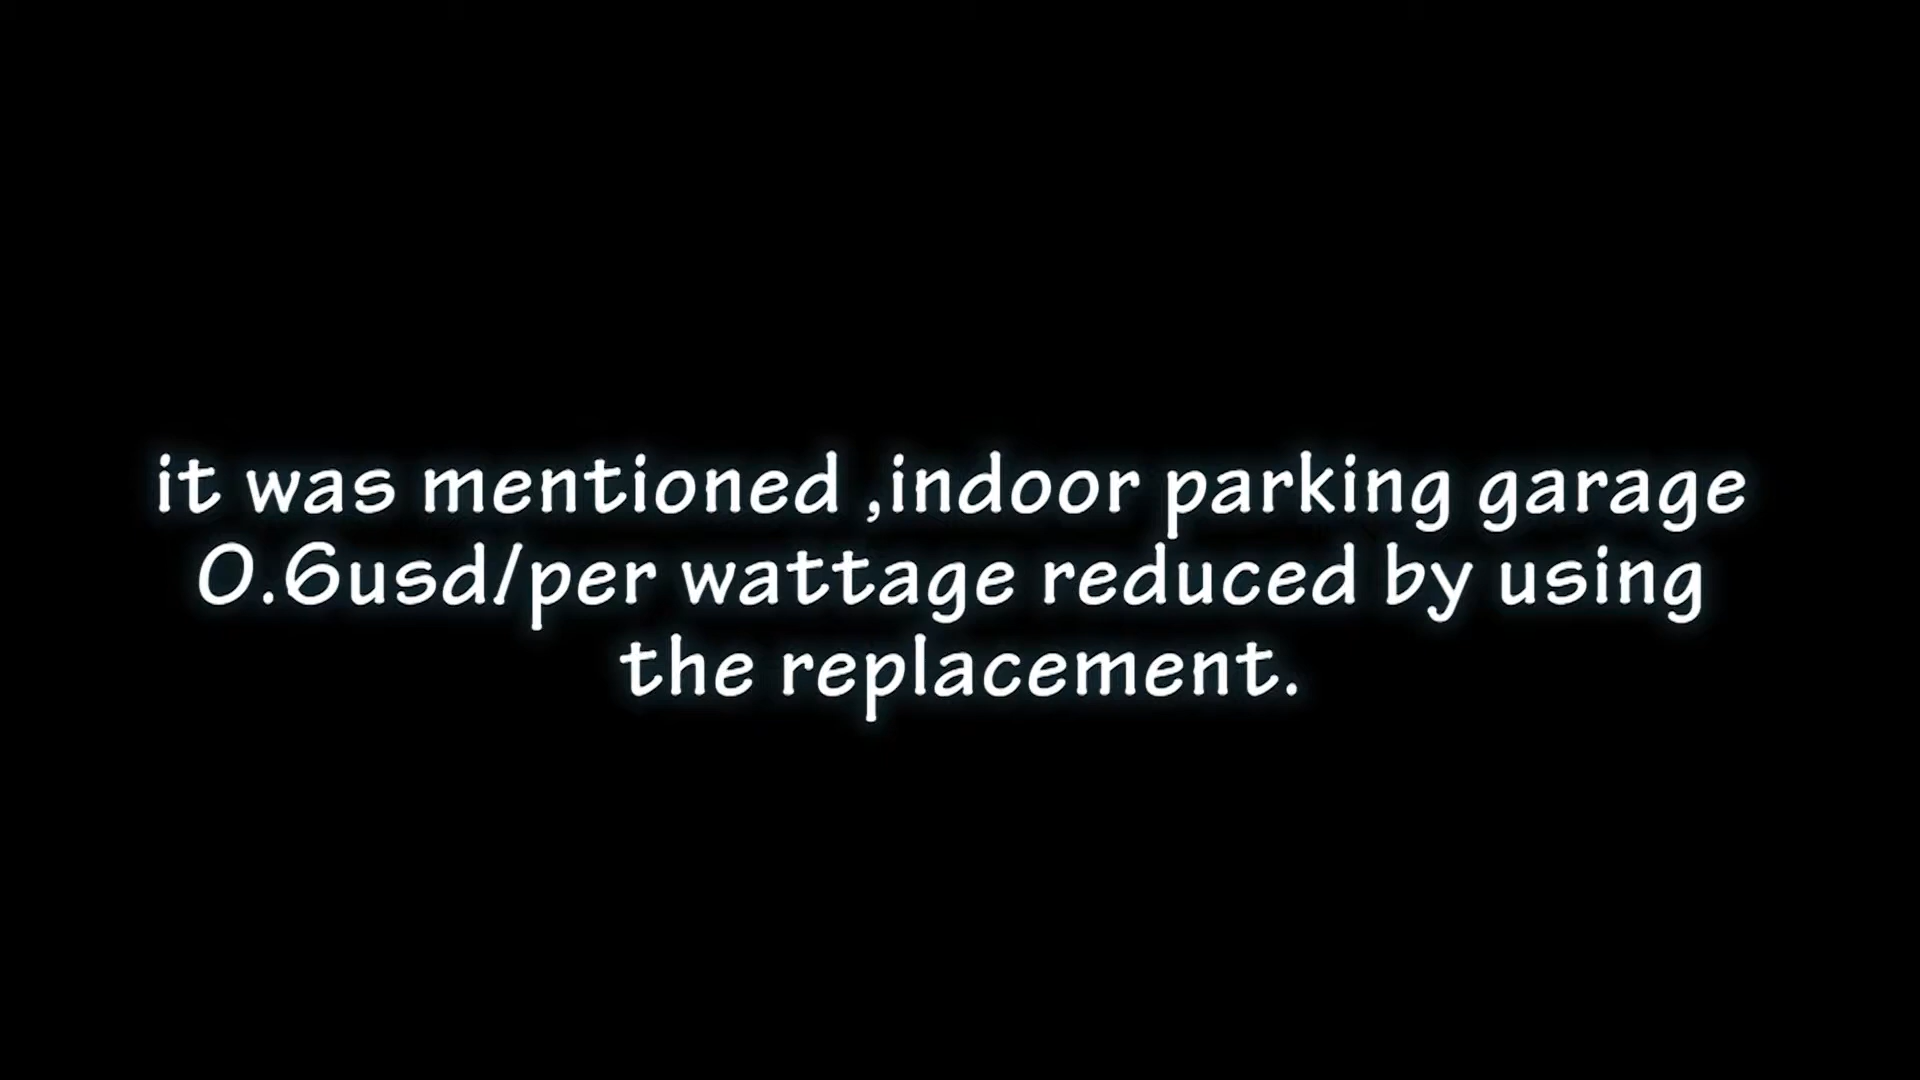 it was mentioned ,indoor parking garage
0.6usd/per wattage reduced by using
the replacement.